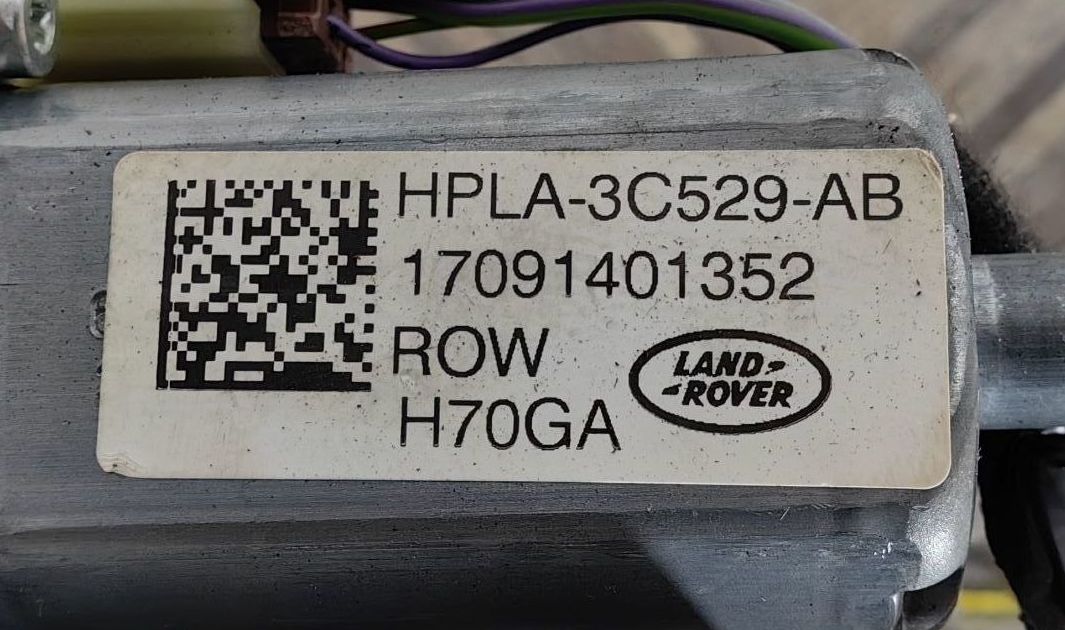 HPLA-3C529-AB
17091401352
ROW
H70GA
LAND-
-ROVER